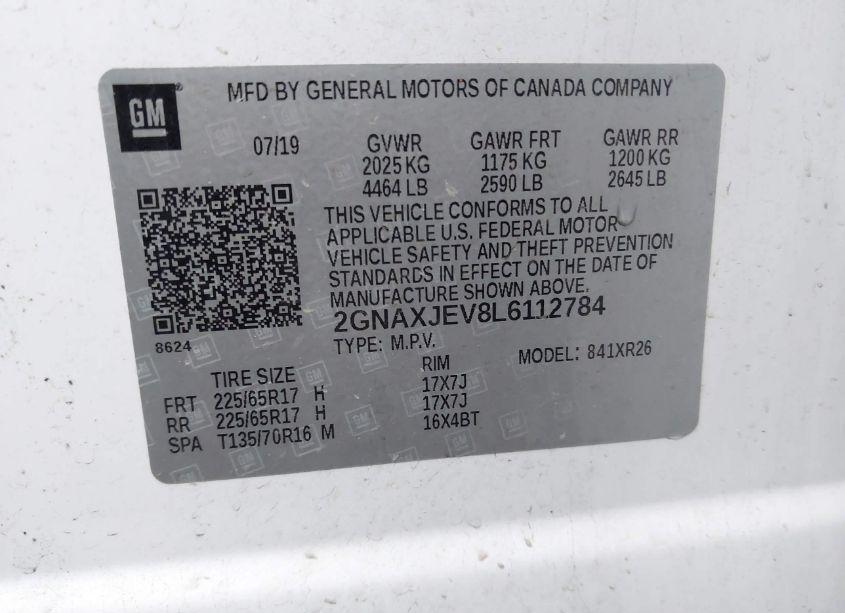 GM ® MFD BY GENERAL MOTORS OF CANADA COMPANY
07/19 GVWR GAWR FRT GAWR RR
2025 KG 1175 KG 1200 KG
4464 LB 2590 LB 2645 LB
THIS VEHICLE CONFORMS TO ALL
APPLICABLE U.S. FEDERAL MOTOR
VEHICLE SAFETY AND THEFT PREVENTION
STANDARDS IN EFFECT ON THE DATE OF
MANUFACTURE SHOWN ABOVE.
2GNAXJEV8L6112784
8624 TYPE: M.P.V. MODEL: 841XR26
TIRE SIZE RIM
FRT 225/65R17 H 17X7J
RR 225/65R17 H 17X7J
SPA T135/70R16 M 16X4BT